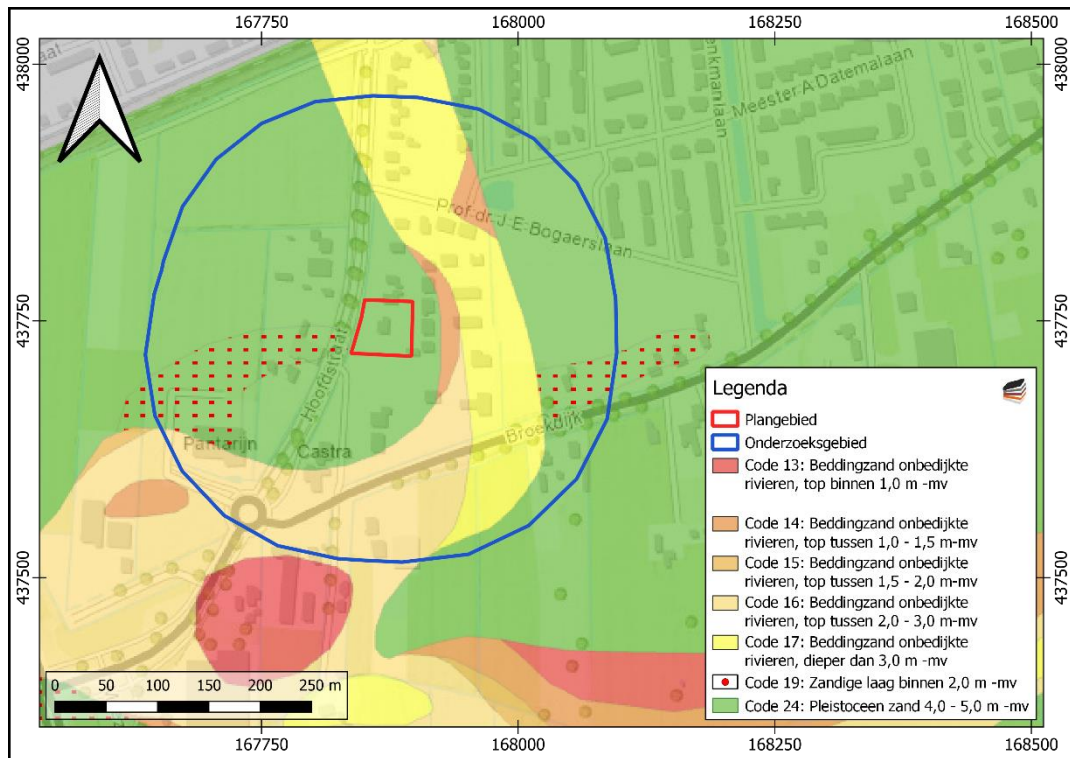 167750 168000 168250 168500
438000
438000
nkmanlaan
Meester A Datemalaan
Prof dr J E Bogaerslaan
437750
437750
Hoofdstraat
Pantarijn
Castra
Broekdijk
437500
437500
Legenda
Plangebied
Onderzoeksgebied
Code 13: Beddingzand onbedijkte
rivieren, top binnen 1,0 m -mv
Code 14: Beddingzand onbedijkte
rivieren, top tussen 1,0 - 1,5 m-mv
Code 15: Beddingzand onbedijkte
rivieren, top tussen 1,5 - 2,0 m-mv
Code 16: Beddingzand onbedijkte
rivieren, top tussen 2,0 - 3,0 m-mv
Code 17: Beddingzand onbedijkte
rivieren, dieper dan 3,0 m -mv
Code 19: Zandige laag binnen 2,0 m -mv
Code 24: Pleistoceen zand 4,0 - 5,0 m -mv
0 50 100 150 200 250 m
167750 168000 168250 168500